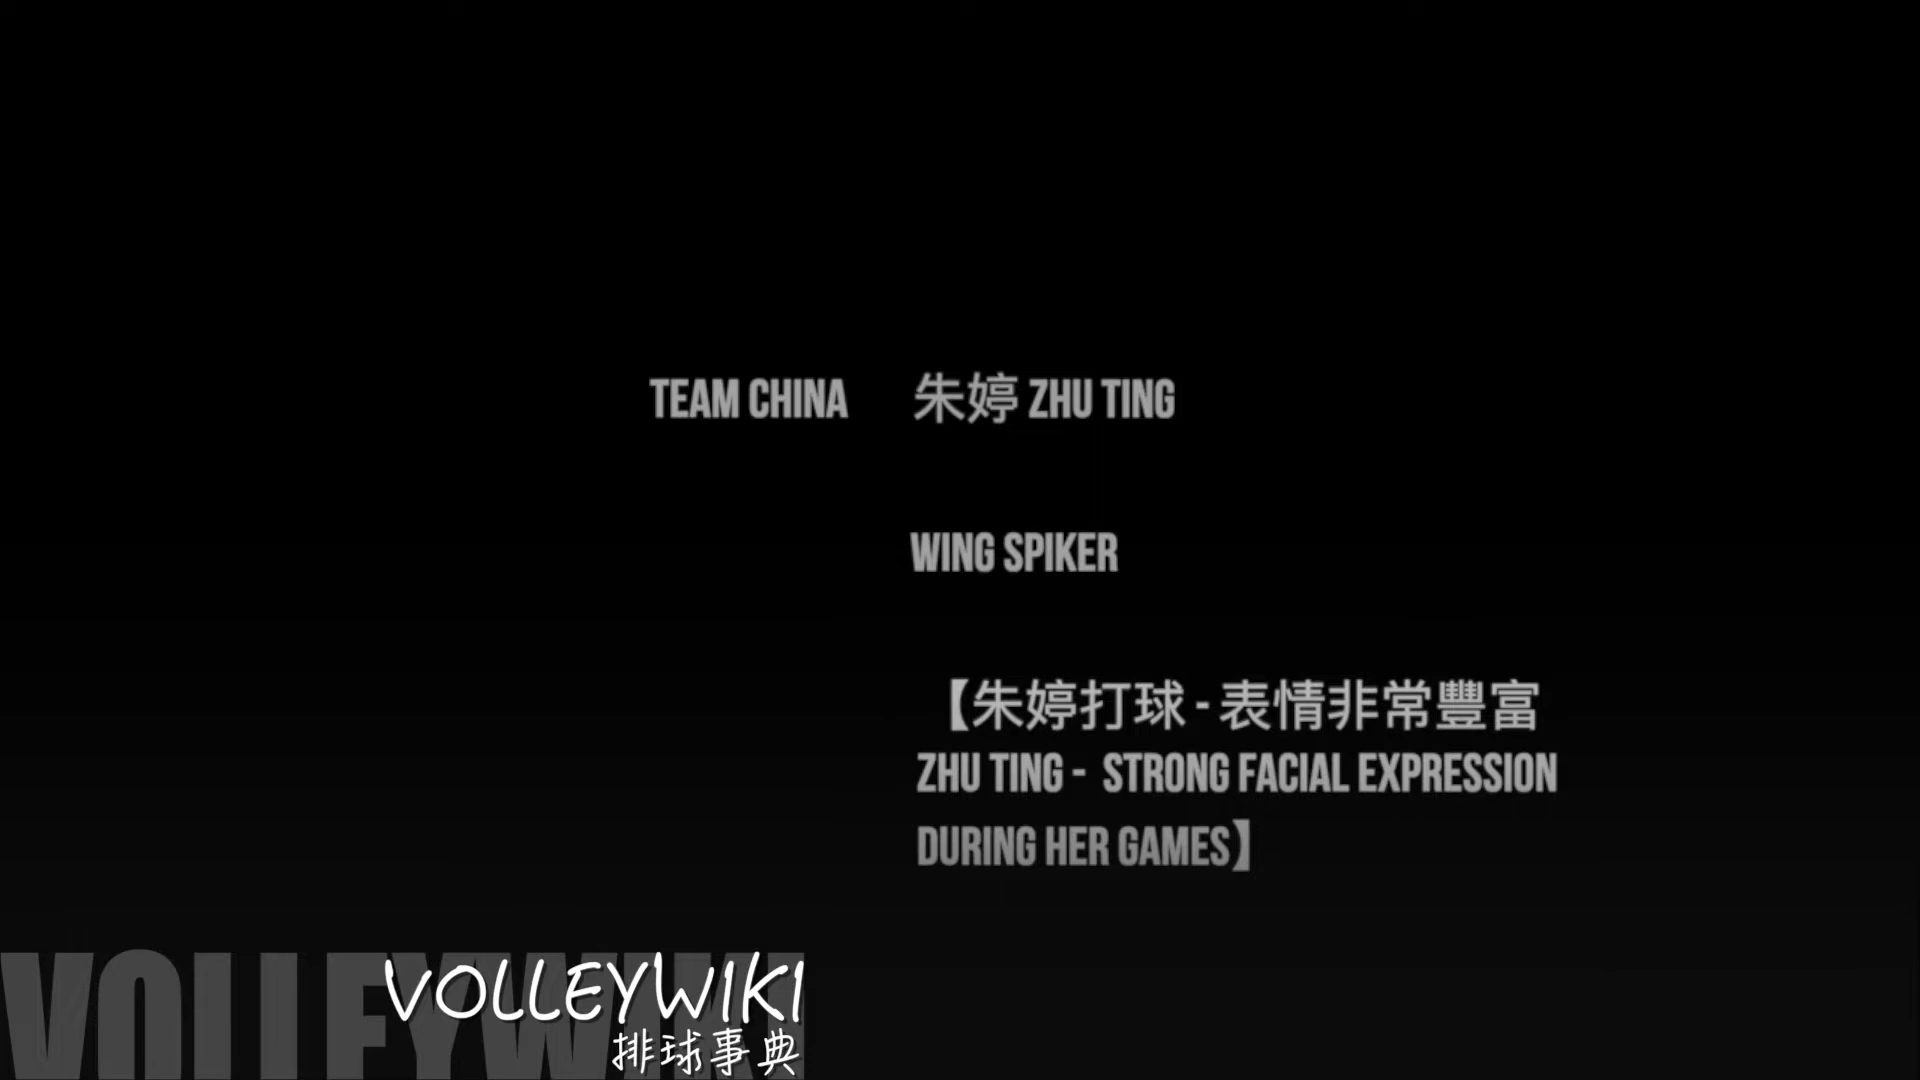 TEAM CHINA 朱婷 ZHU TING
WING SPIKER
【朱婷打球-表情非常豐富
ZHU TING - STRONG FACIAL EXPRESSION
DURING HER GAMES】
VOLLEYWIKI
VOLLEYWIKI
排球事典